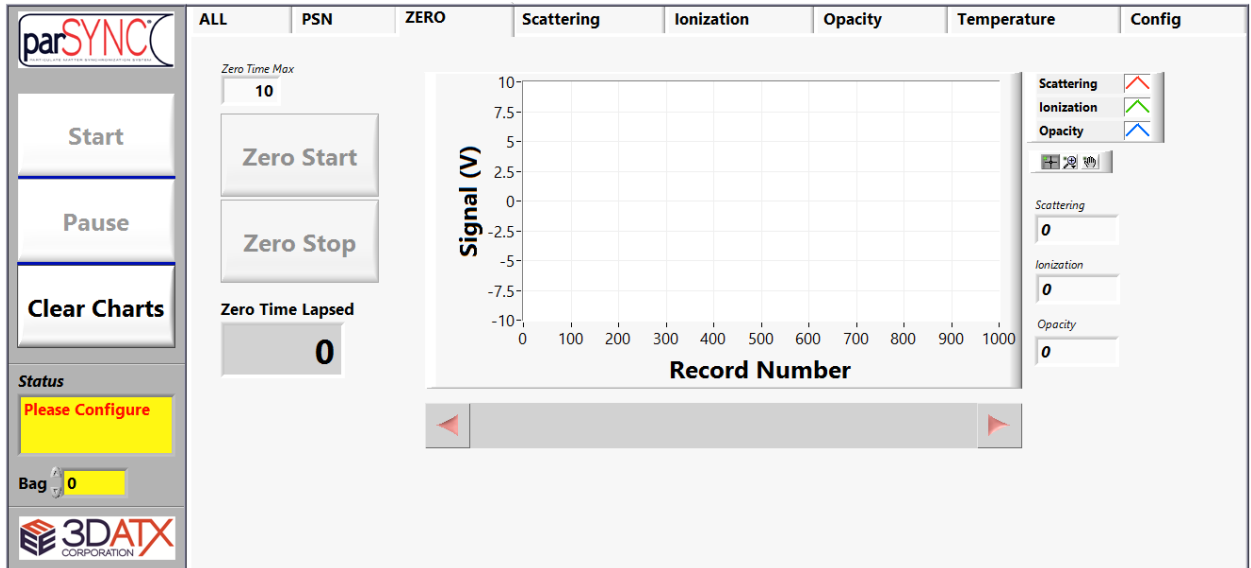 parSYNC
PARTICULATE MATTER SYNCHRONISATION SYSTEM
Start
Pause
Clear Charts
Status
Please Configure
Bag 0
3DATX
CORPORATION
ALL PSN ZERO Scattering Ionization Opacity Temperature Config
Zero Time Max
10
Zero Start
Zero Stop
Zero Time Lapsed
0
Signal (V)
10
7.5
5
2.5
0
-2.5
-5
-7.5
-10
0 100 200 300 400 500 600 700 800 900 1000
Record Number
Scattering
Ionization
Opacity
Scattering
0
Ionization
0
Opacity
0